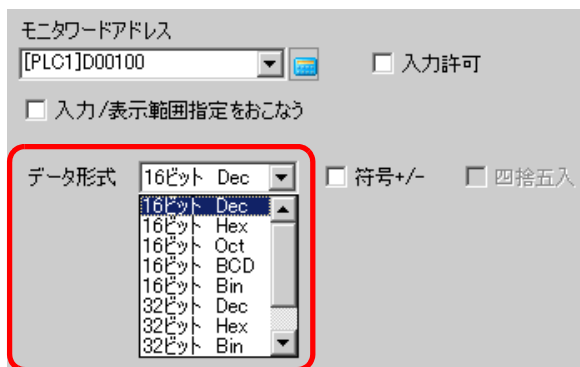 モニタワードアドレス
[PLC1]D00100
入力許可
入力/表示範囲指定をおこなう
データ形式 16ビット Dec 符号+/- 四捨五入
16ビット Dec
16ビット Hex
16ビット Oct
16ビット BCD
16ビット Bin
32ビット Dec
32ビット Hex
32ビット Bin